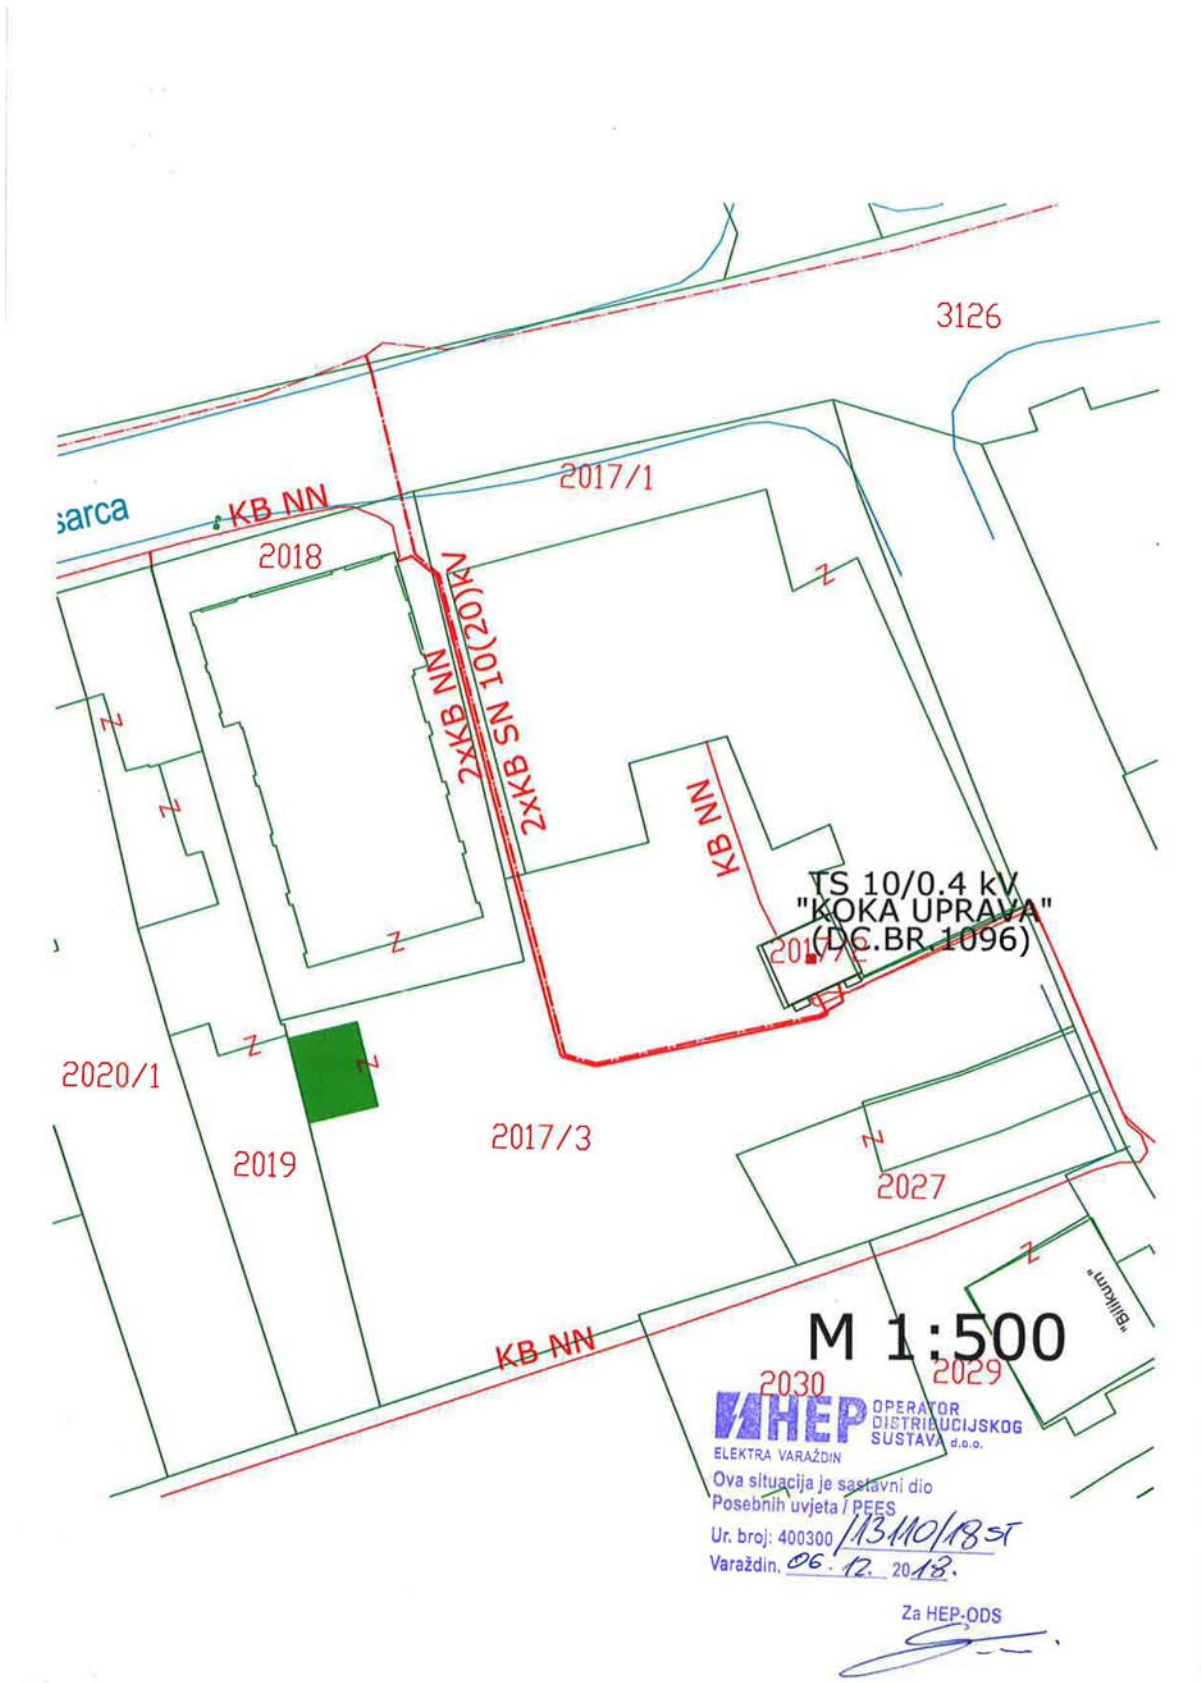 3126
2017/1
sarca
KB NN
2018
2xKB NN
2xKB SN 10(20)kV
Z
Z
Z
KB NN
TS 10/0.4 kV
"KOKA UPRAVA"
(DC.BR.1096)
2017/2
Z
Z
Z
2020/1
2017/3
2019
Z
2027
Z
"Bilikum"
KB NN
M 1:500
2030
2029
HEP OPERATOR
DISTRIBUCIJSKOG
SUSTAVA d.o.o.
ELEKTRA VARAŽDIN
Ova situacija je sastavni dio
Posebnih uvjeta / PEES
Ur. broj: 400300/13110/18ST
Varaždin, 06. 12. 2018.
Za HEP-ODS